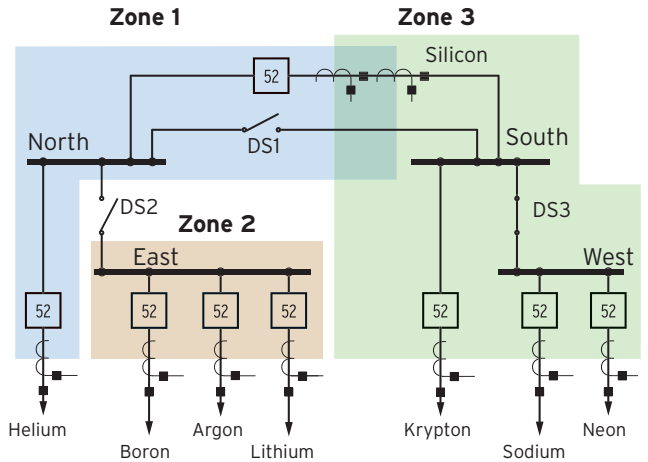 Zone 1
Zone 3
Silicon
52
North
DS1
South
DS2
Zone 2
DS3
East
West
52
52
52
52
52
52
52
Helium
Boron
Argon
Lithium
Krypton
Sodium
Neon